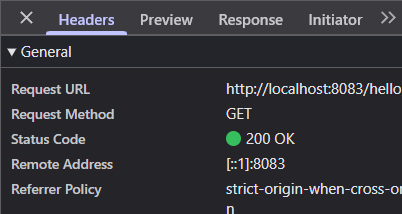 Headers Preview Response Initiator
General
Request URL http://localhost:8083/hello
Request Method GET
Status Code 200 OK
Remote Address [::1]:8083
Referrer Policy strict-origin-when-cross-o
n